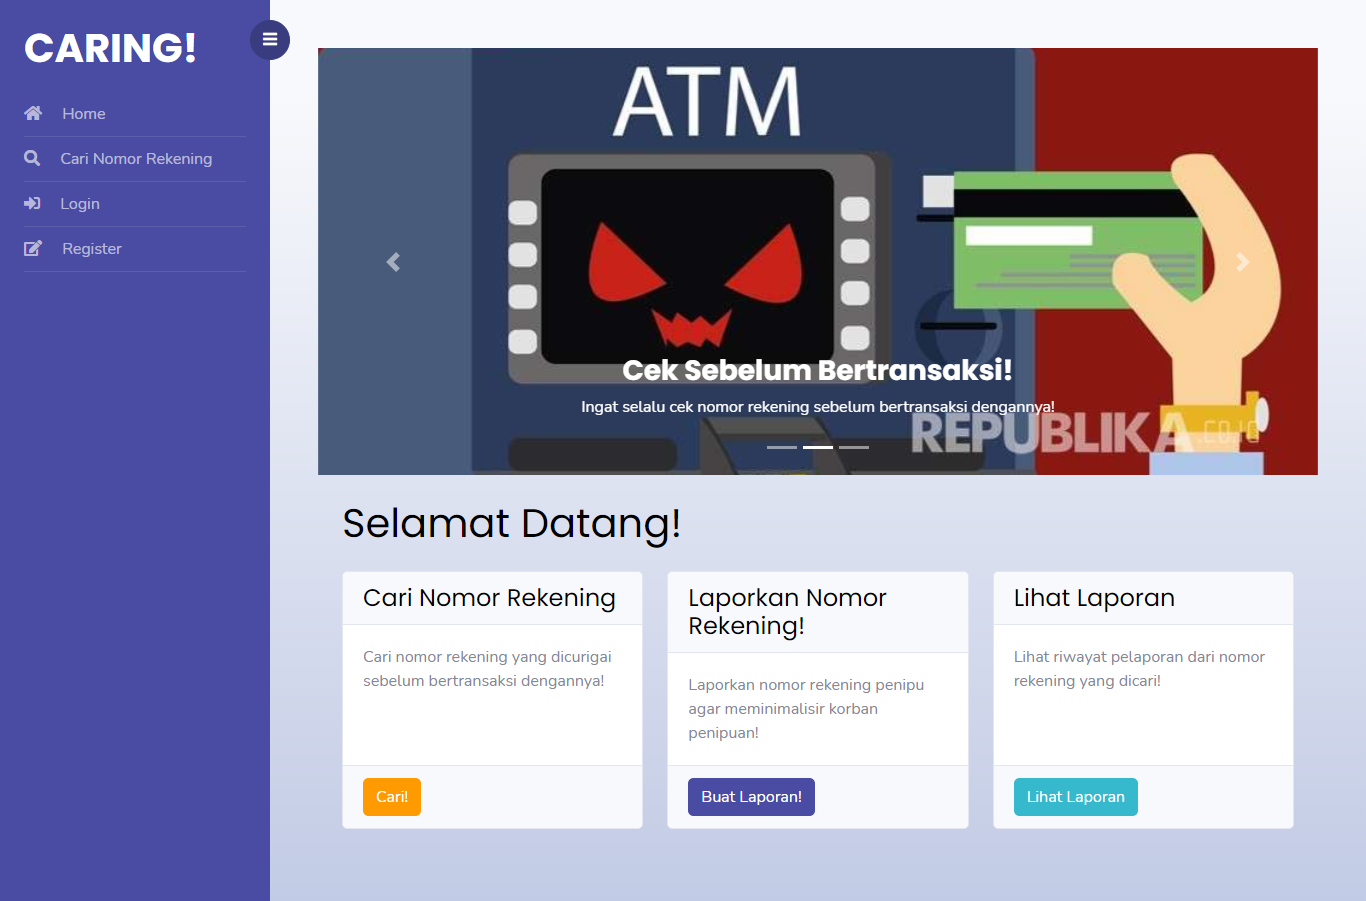 CARING!
Home
Cari Nomor Rekening
Login
Register
ATM
Cek Sebelum Bertransaksi!
Ingat selalu cek nomor rekening sebelum bertransaksi dengannya!
REPUBLIKA.CO.ID
Selamat Datang!
Cari Nomor Rekening
Cari nomor rekening yang dicurigai
sebelum bertransaksi dengannya!
Cari!
Laporkan Nomor
Rekening!
Laporkan nomor rekening penipu
agar meminimalisir korban
penipuan!
Buat Laporan!
Lihat Laporan
Lihat riwayat pelaporan dari nomor
rekening yang dicari!
Lihat Laporan